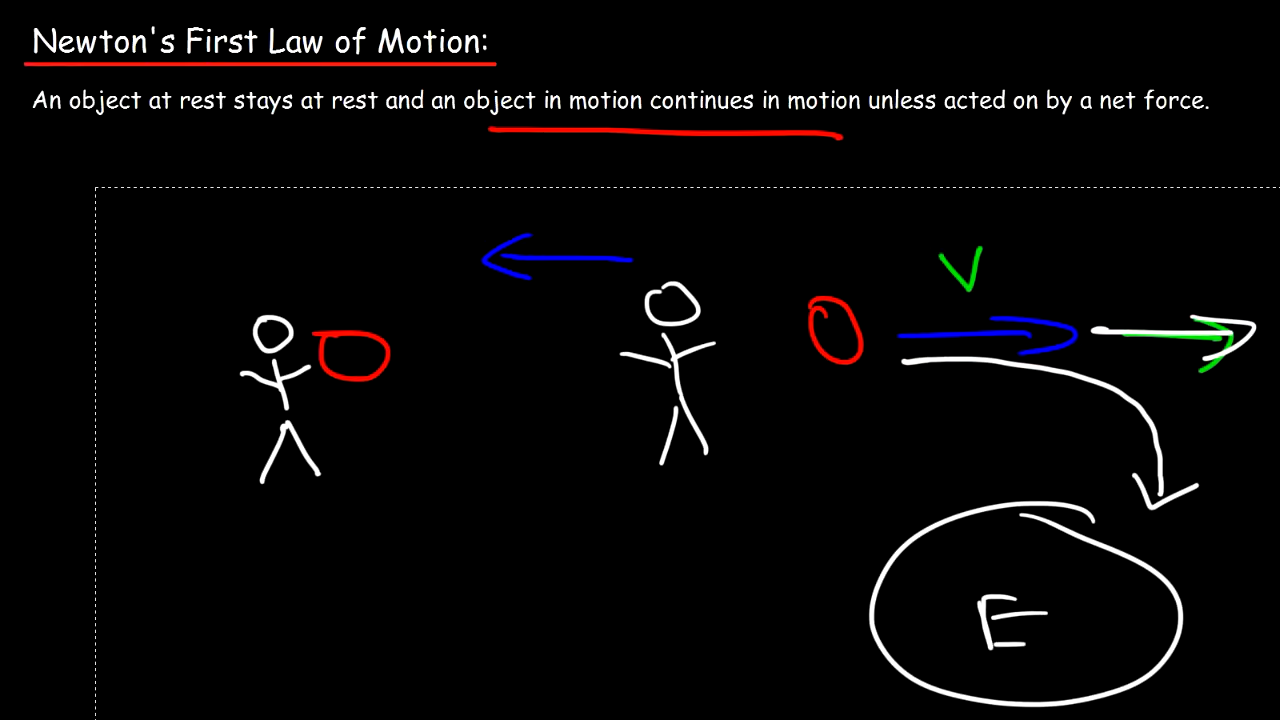 Newton's First Law of Motion:
An object at rest stays at rest and an object in motion continues in motion unless acted on by a net force.
V
E